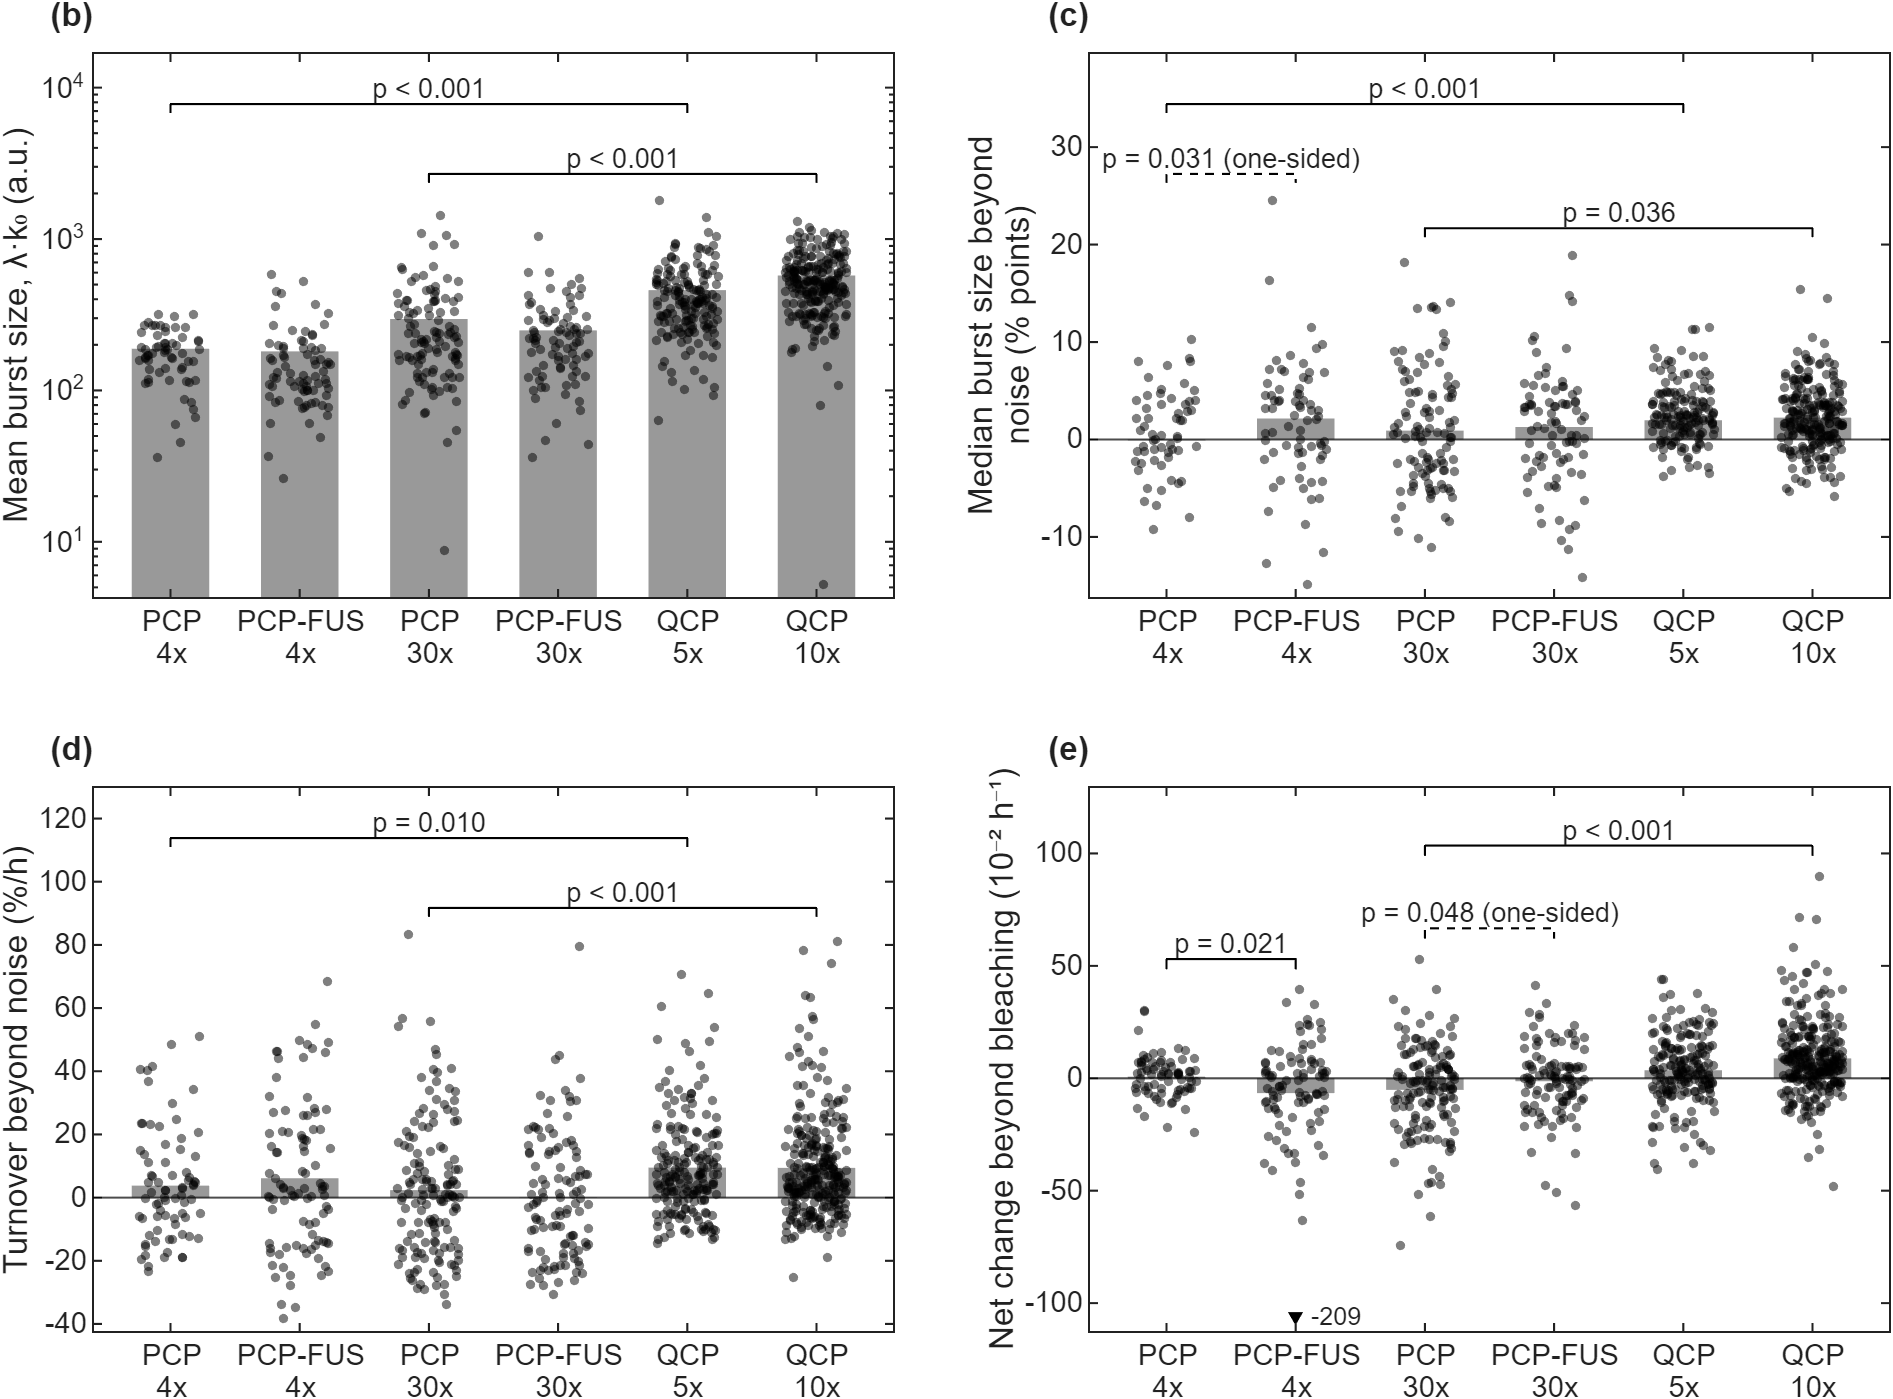 (b)
Mean burst size, λ·k₀ (a.u.)
10⁴
10³
10²
10¹
p < 0.001
p < 0.001
PCP PCP-FUS PCP PCP-FUS QCP QCP
4x 4x 30x 30x 5x 10x
(c)
Median burst size beyond
noise (% points)
30
20
10
0
-10
p < 0.001
p = 0.031 (one-sided)
p = 0.036
PCP PCP-FUS PCP PCP-FUS QCP QCP
4x 4x 30x 30x 5x 10x
(d)
Turnover beyond noise (%/h)
120
100
80
60
40
20
0
-20
-40
p = 0.010
p < 0.001
PCP PCP-FUS PCP PCP-FUS QCP QCP
4x 4x 30x 30x 5x 10x
(e)
Net change beyond bleaching (10⁻² h⁻¹)
100
50
0
-50
-100
p < 0.001
p = 0.048 (one-sided)
p = 0.021
-209
PCP PCP-FUS PCP PCP-FUS QCP QCP
4x 4x 30x 30x 5x 10x